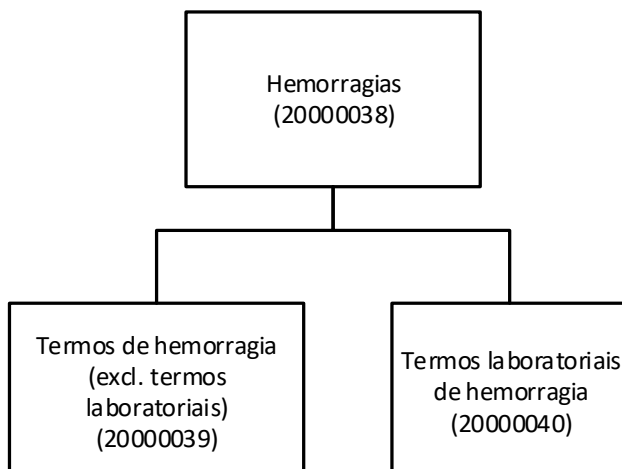 Hemorragias
(20000038)
Termos de hemorragia
(excl. termos
laboratoriais)
(20000039)
Termos laboratoriais
de hemorragia
(20000040)